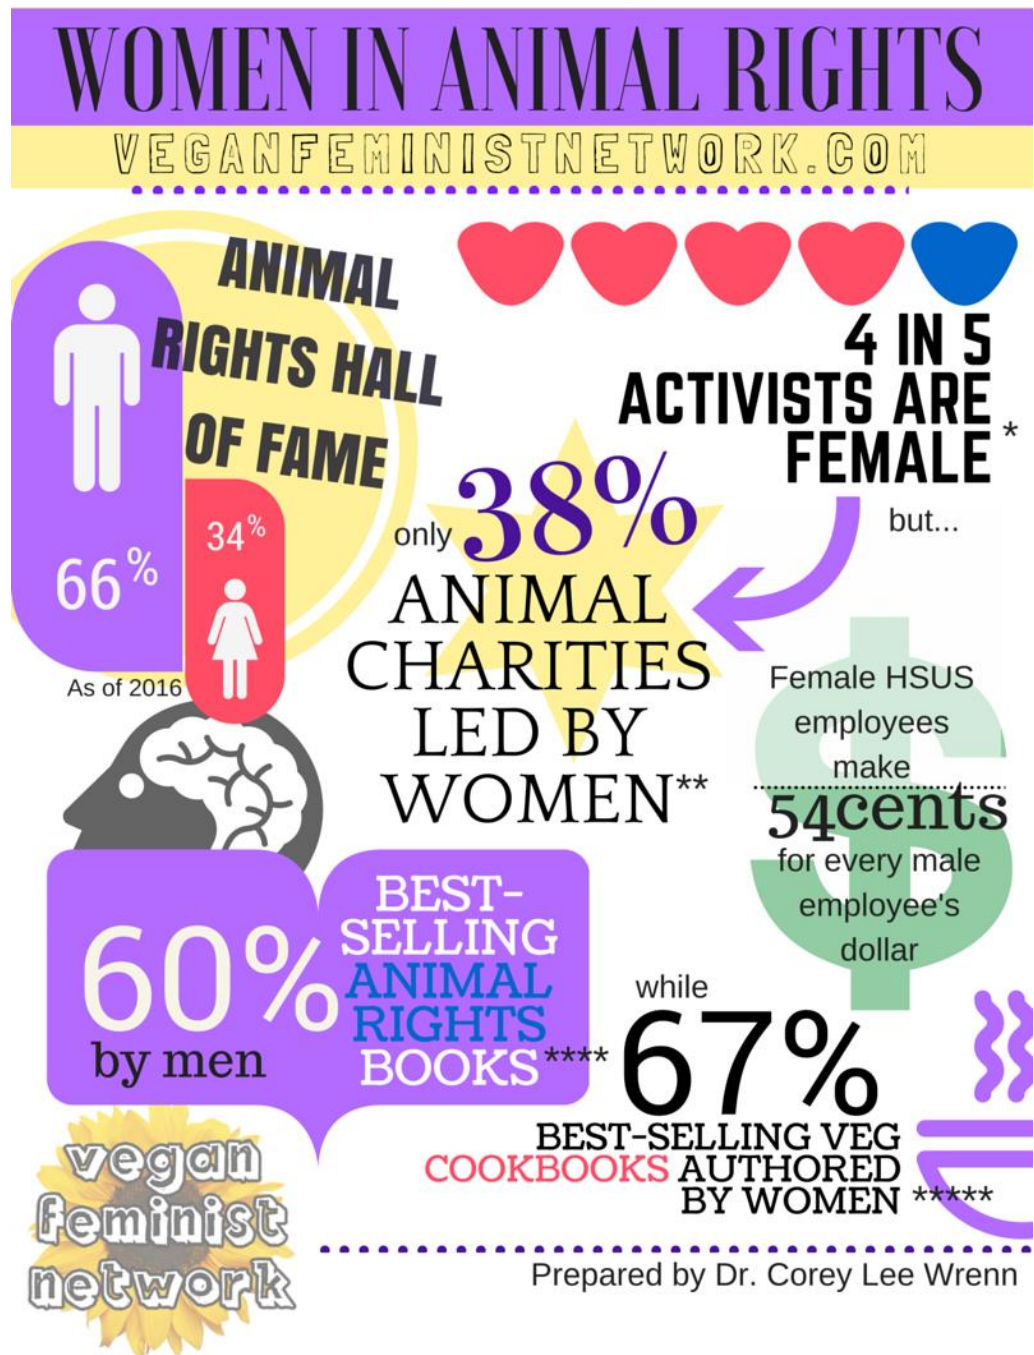 WOMEN IN ANIMAL RIGHTS
VEGANFEMINISTNETWORK.COM
ANIMAL
RIGHTS HALL
OF FAME
66%
34%
As of 2016
4 IN 5
ACTIVISTS ARE
FEMALE *
but...
only 38%
ANIMAL
CHARITIES
LED BY
WOMEN**
Female HSUS
employees
make
54cents
for every male
employee's
dollar
60%
by men
BEST-
SELLING
ANIMAL
RIGHTS
BOOKS ****
while
67%
BEST-SELLING VEG
COOKBOOKS AUTHORED
BY WOMEN *****
vegan
feminist
network
Prepared by Dr. Corey Lee Wrenn